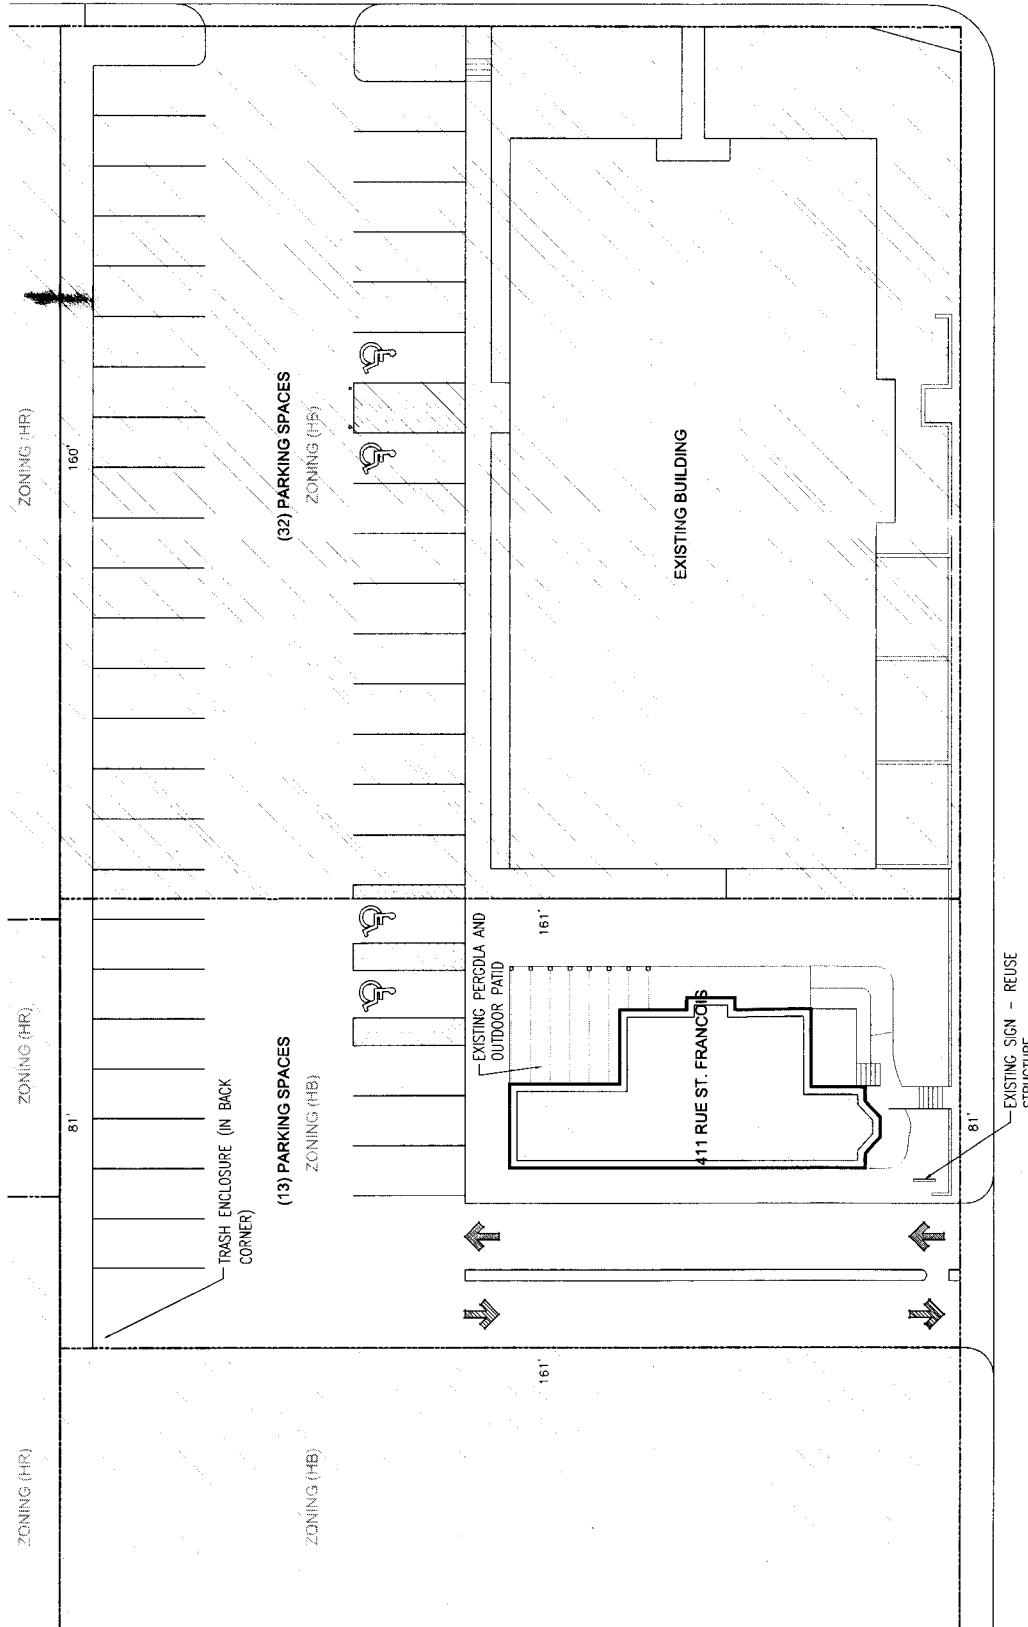 ZONING (HR)
ZONING (HR)
ZONING (HR)
81'
160'
TRASH ENCLOSURE (IN BACK
CORNER)
(13) PARKING SPACES
ZONING (HB)
(32) PARKING SPACES
ZONING (HB)
ZONING (HB)
161'
161'
EXISTING PERGOLA AND
OUTDOOR PATIO
411 RUE ST. FRANCOIS
EXISTING BUILDING
81'
EXISTING SIGN - REUSE
STRUCTURE